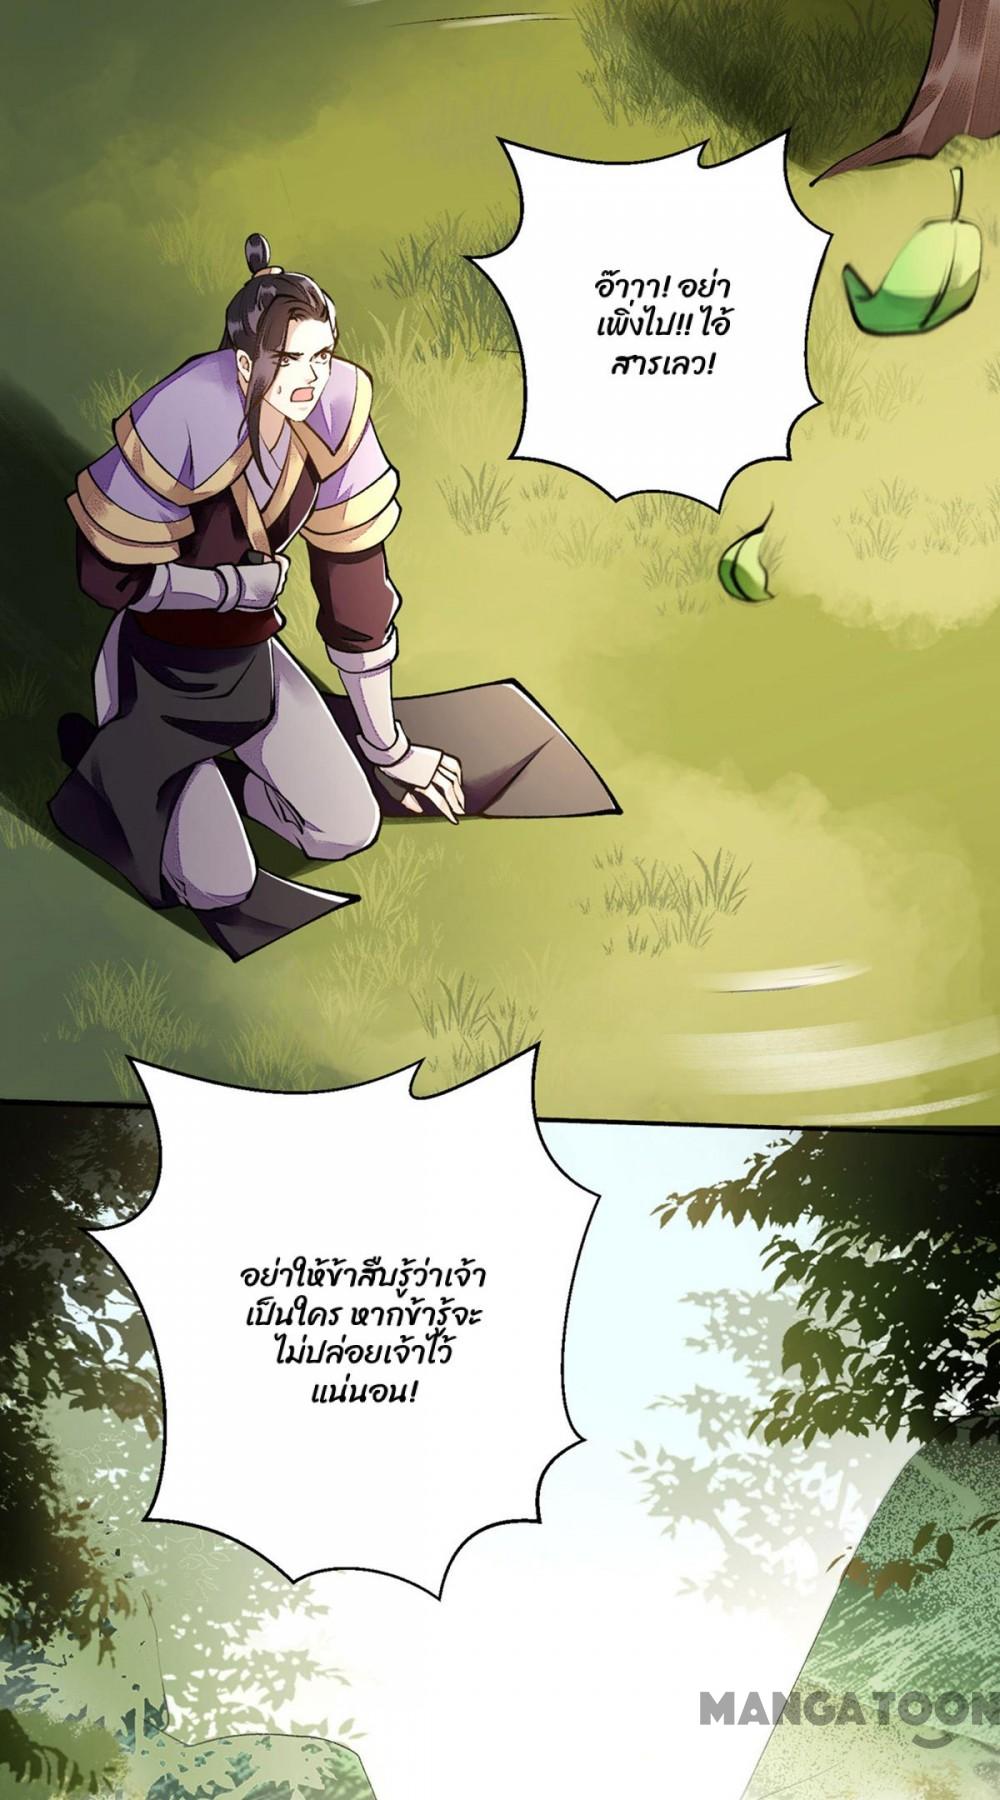 อ๊าาา! อย่า
เพิ่งไป!! ไอ้
สารเลว!
อย่าให้ข้าสืบรู้ว่าเจ้า
เป็นใคร หากข้ารู้จะ
ไม่ปล่อยเจ้าไว้
แน่นอน!
MANGATOON